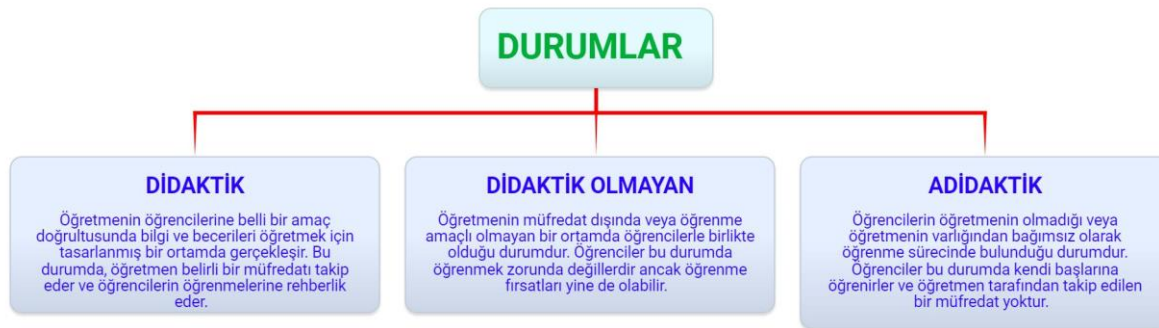 DURUMLAR
DİDAKTİK
Öğretmenin öğrencilerine belli bir amaç
doğrultusunda bilgi ve becerileri öğretmek için
tasarlanmış bir ortamda gerçekleşir. Bu
durumda, öğretmen belirli bir müfredatı takip
eder ve öğrencilerin öğrenmelerine rehberlik
eder.
DİDAKTİK OLMAYAN
Öğretmenin müfredat dışında veya öğrenme
amaçlı olmayan bir ortamda öğrencilerle birlikte
olduğu durumdur. Öğrenciler bu durumda
öğrenmek zorunda değillerdir ancak öğrenme
fırsatları yine de olabilir.
ADİDAKTİK
Öğrencilerin öğretmenin olmadığı veya
öğretmenin varlığından bağımsız olarak
öğrenme sürecinde bulunduğu durumdur.
Öğrenciler bu durumda kendi başlarına
öğrenirler ve öğretmen tarafından takip edilen
bir müfredat yoktur.